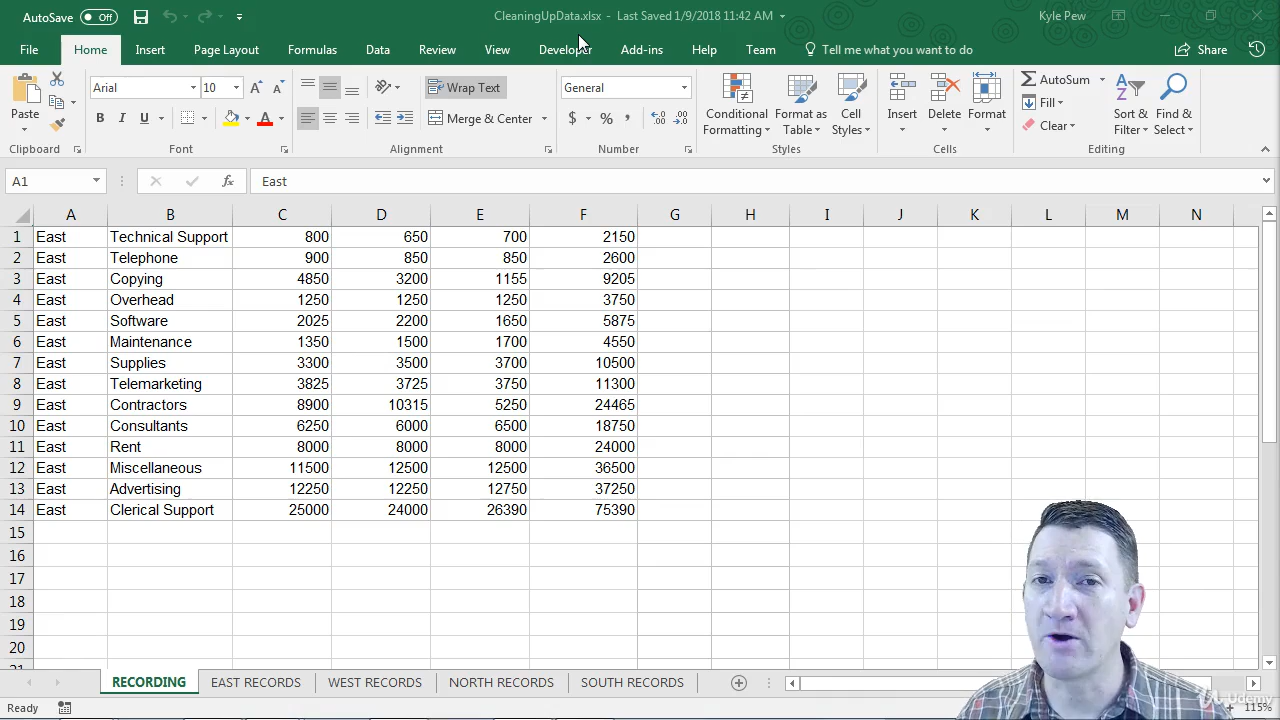 AutoSave Off CleaningUpData.xlsx - Last Saved 1/9/2018 11:42 AM Kyle Pew
File Home Insert Page Layout Formulas Data Review View Developer Add-ins Help Team Tell me what you want to do Share
Paste Arial 10 Wrap Text General Conditional Formatting Format as Table Cell Styles Insert Delete Format AutoSum Fill Clear Sort & Filter Find & Select
B I U A Merge & Center $ % ,
Clipboard Font Alignment Number Styles Cells Editing
A1 fx East
A B C D E F G H I J K L M N
1 East Technical Support 800 650 700 2150
2 East Telephone 900 850 850 2600
3 East Copying 4850 3200 1155 9205
4 East Overhead 1250 1250 1250 3750
5 East Software 2025 2200 1650 5875
6 East Maintenance 1350 1500 1700 4550
7 East Supplies 3300 3500 3700 10500
8 East Telemarketing 3825 3725 3750 11300
9 East Contractors 8900 10315 5250 24465
10 East Consultants 6250 6000 6500 18750
11 East Rent 8000 8000 8000 24000
12 East Miscellaneous 11500 12500 12500 36500
13 East Advertising 12250 12250 12750 37250
14 East Clerical Support 25000 24000 26390 75390
15
16
17
18
19
20
RECORDING EAST RECORDS WEST RECORDS NORTH RECORDS SOUTH RECORDS
Ready Udemy 115%